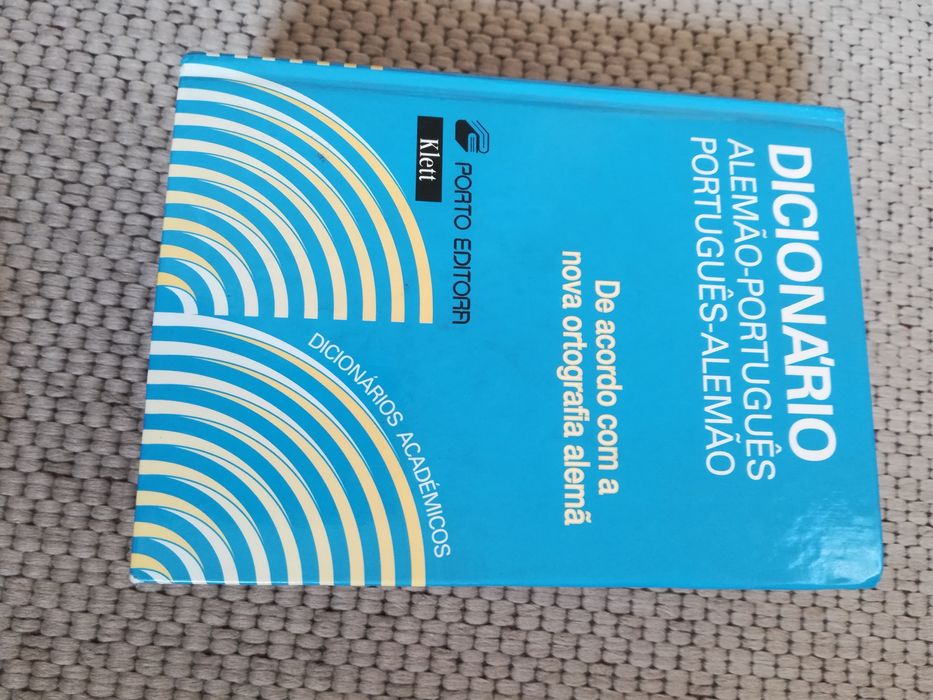 DICIONÁRIO
ALEMÃO-PORTUGUÊS
PORTUGUÊS-ALEMÃO
De acordo com a
nova ortografia alemã
PORTO EDITORA
Klett
DICIONÁRIOS ACADÉMICOS